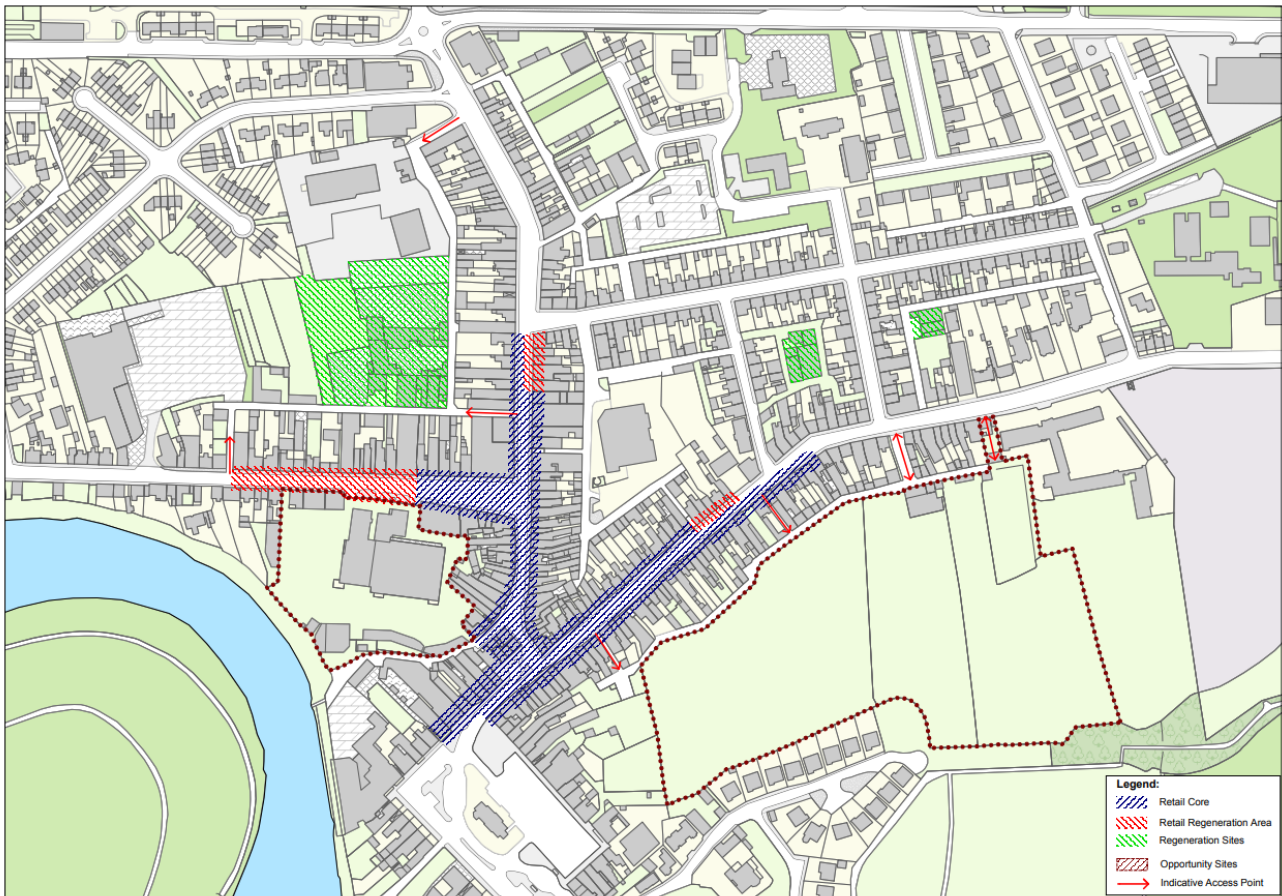 Legend:
Retail Core
Retail Regeneration Area
Regeneration Sites
Opportunity Sites
Indicative Access Point